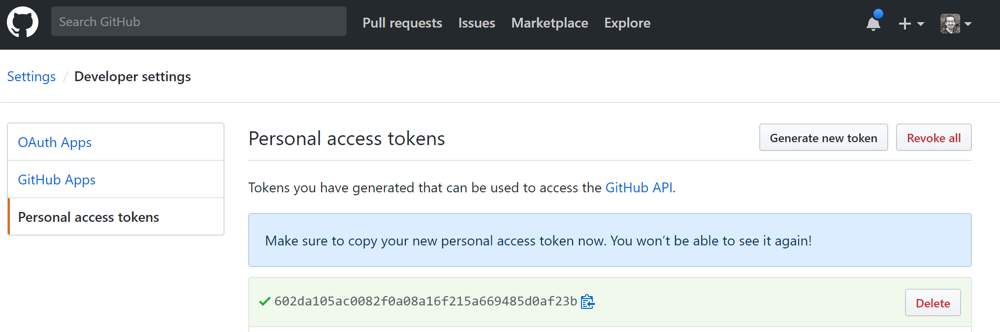 Search GitHub Pull requests Issues Marketplace Explore
Settings / Developer settings
OAuth Apps
GitHub Apps
Personal access tokens
Personal access tokens
Generate new token Revoke all
Tokens you have generated that can be used to access the GitHub API.
Make sure to copy your new personal access token now. You won’t be able to see it again!
602da105ac0082f0a08a16f215a669485d0af23b
Delete